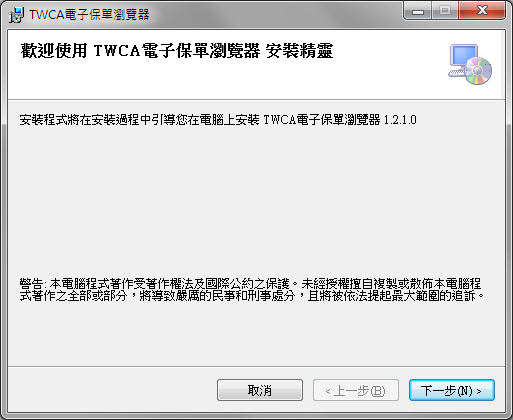 TWCA電子保單瀏覽器
歡迎使用 TWCA電子保單瀏覽器 安裝精靈
安裝程式將在安裝過程中引導您在電腦上安裝 TWCA電子保單瀏覽器 1.2.1.0
警告: 本電腦程式著作受著作權法及國際公約之保護。未經授權擅自複製或散佈本電腦程
式著作之全部或部分，將導致嚴厲的民事和刑事處分，且將被依法提起最大範圍的追訴。
取消
< 上一步(B)
下一步(N) >